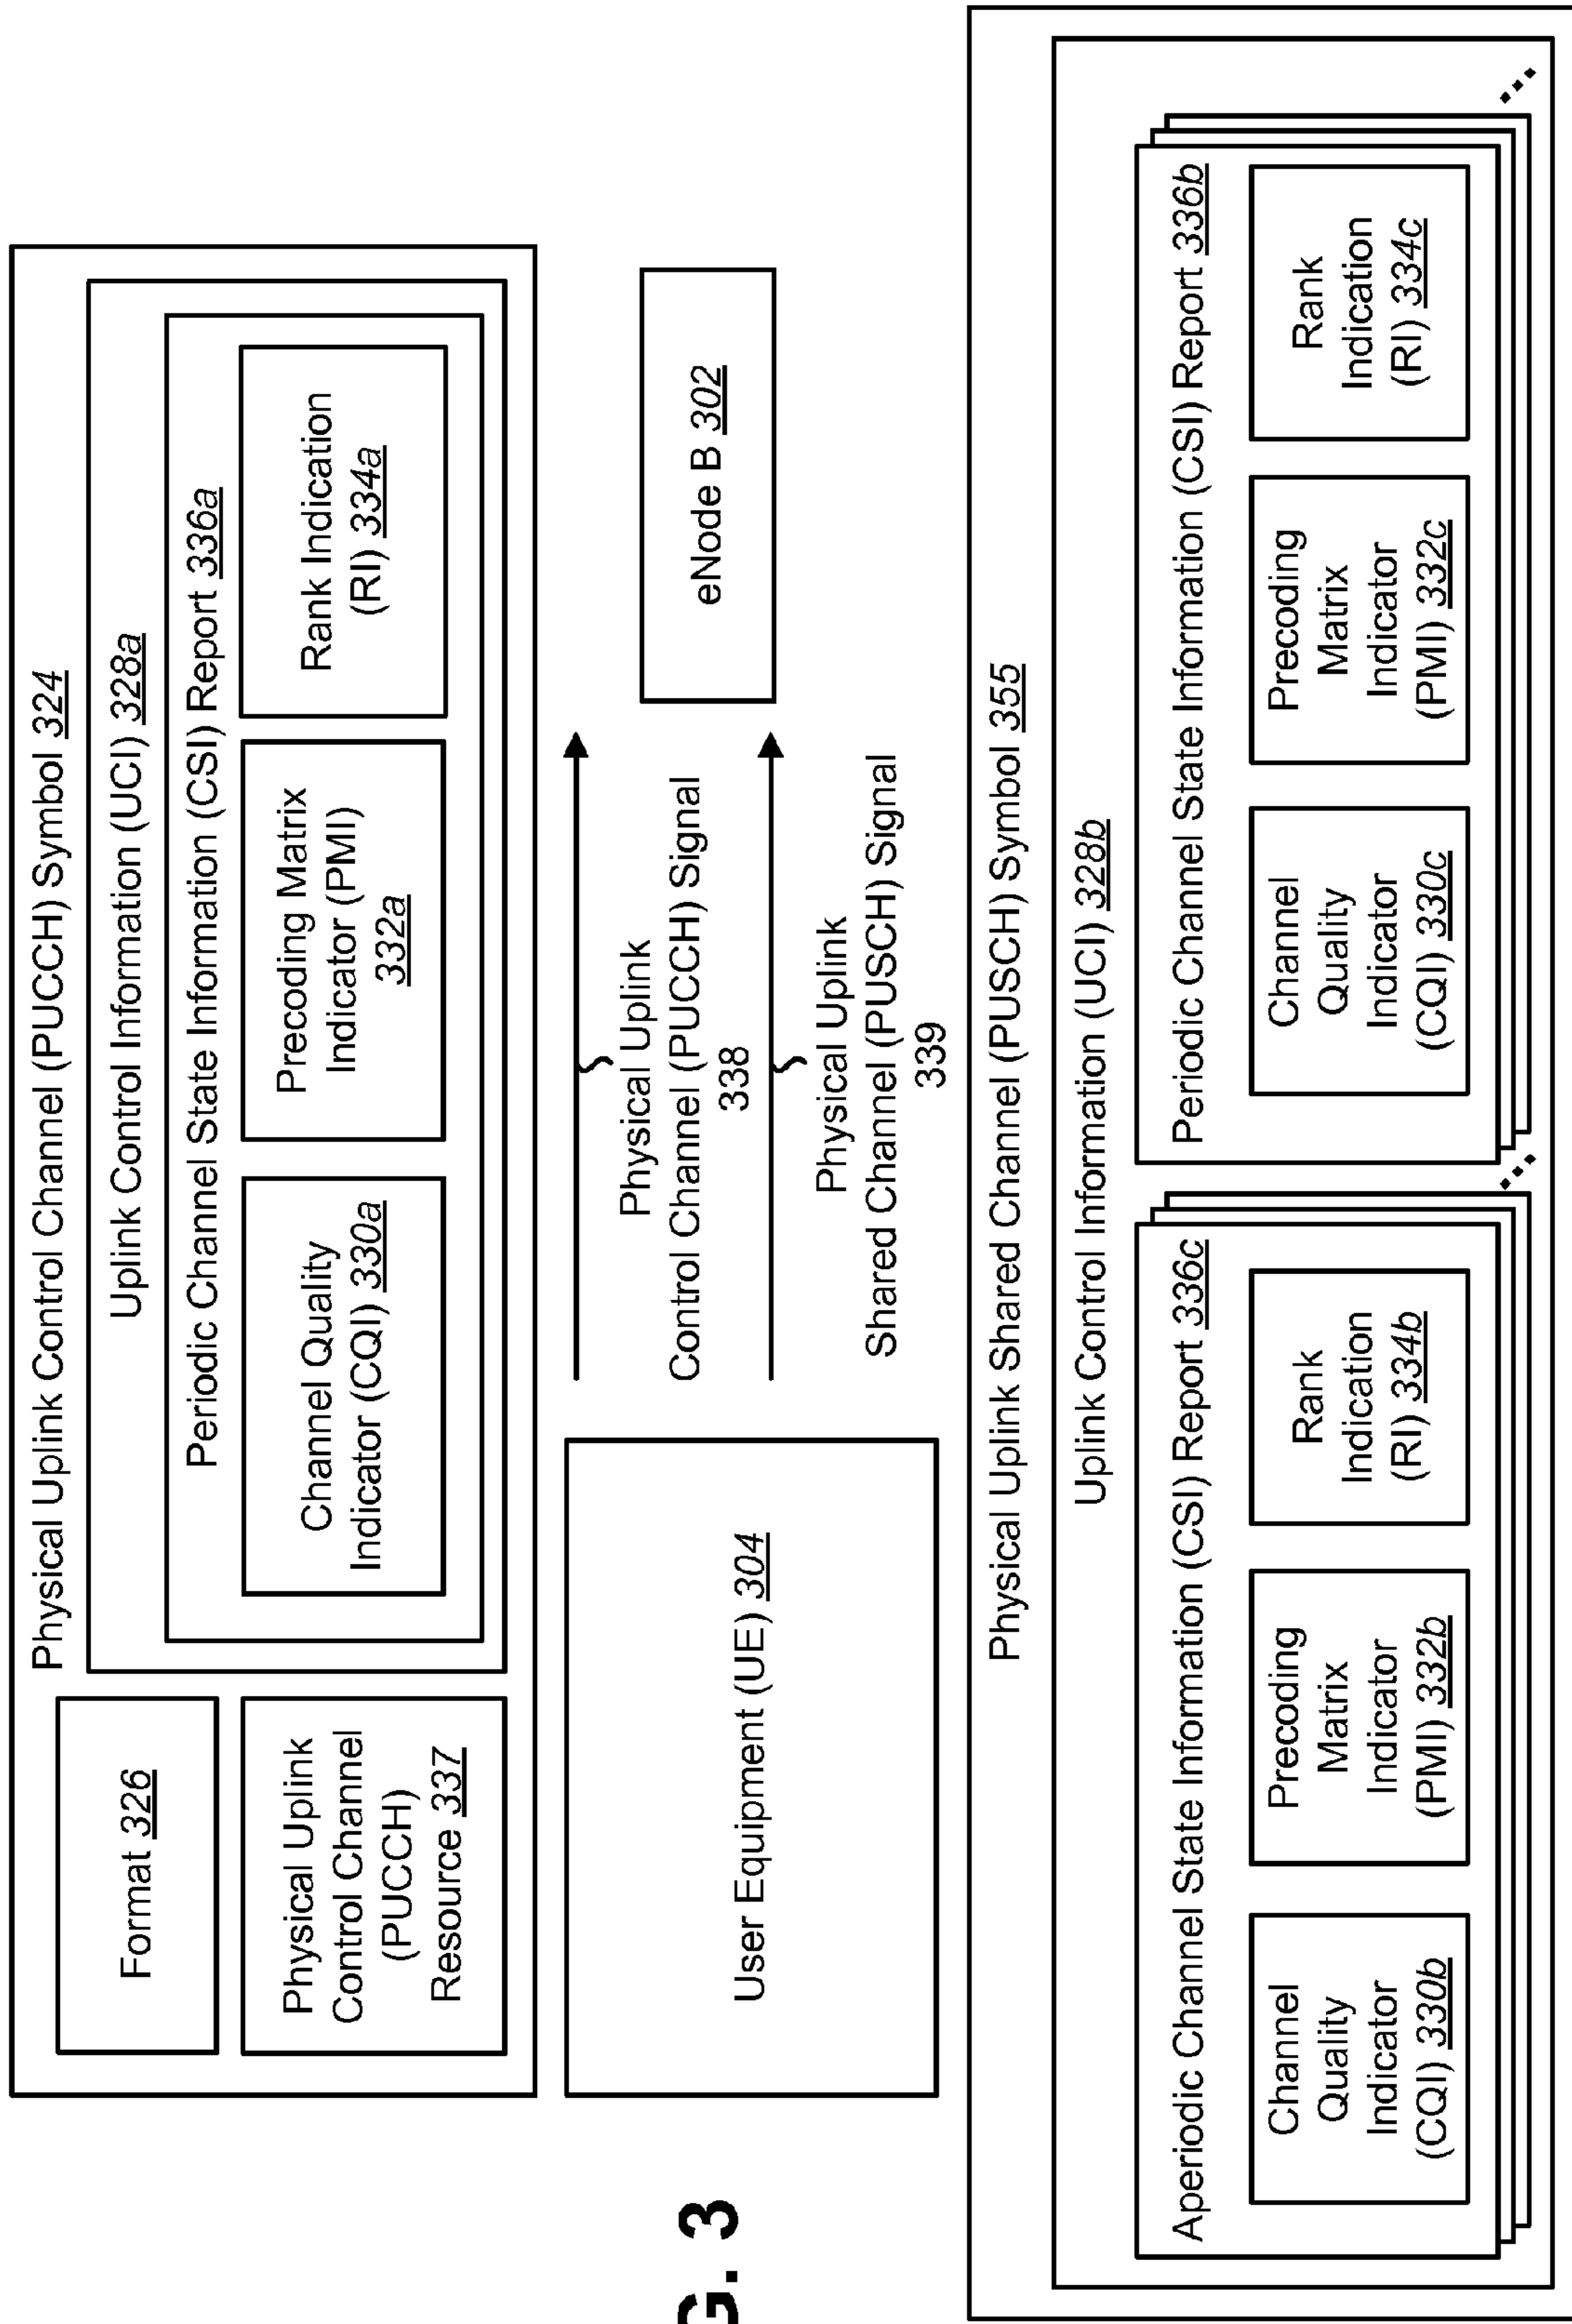 Physical Uplink Control Channel (PUCCH) Symbol 324
Format 326
Physical Uplink
Control Channel
(PUCCH)
Resource 337
Uplink Control Information (UCI) 328a
Periodic Channel State Information (CSI) Report 336a
Channel Quality
Indicator (CQI) 330a
Precoding Matrix
Indicator (PMI)
332a
Rank Indication
(RI) 334a
User Equipment (UE) 304
Physical Uplink
Control Channel (PUCCH) Signal
338
Physical Uplink
Shared Channel (PUSCH) Signal
339
eNode B 302
Physical Uplink Shared Channel (PUSCH) Symbol 355
Uplink Control Information (UCI) 328b
Aperiodic Channel State Information (CSI) Report 336c
Channel
Quality
Indicator
(CQI) 330b
Precoding
Matrix
Indicator
(PMI) 332b
Rank
Indication
(RI) 334b
Periodic Channel State Information (CSI) Report 336b
Channel
Quality
Indicator
(CQI) 330c
Precoding
Matrix
Indicator
(PMI) 332c
Rank
Indication
(RI) 334c
G. 3